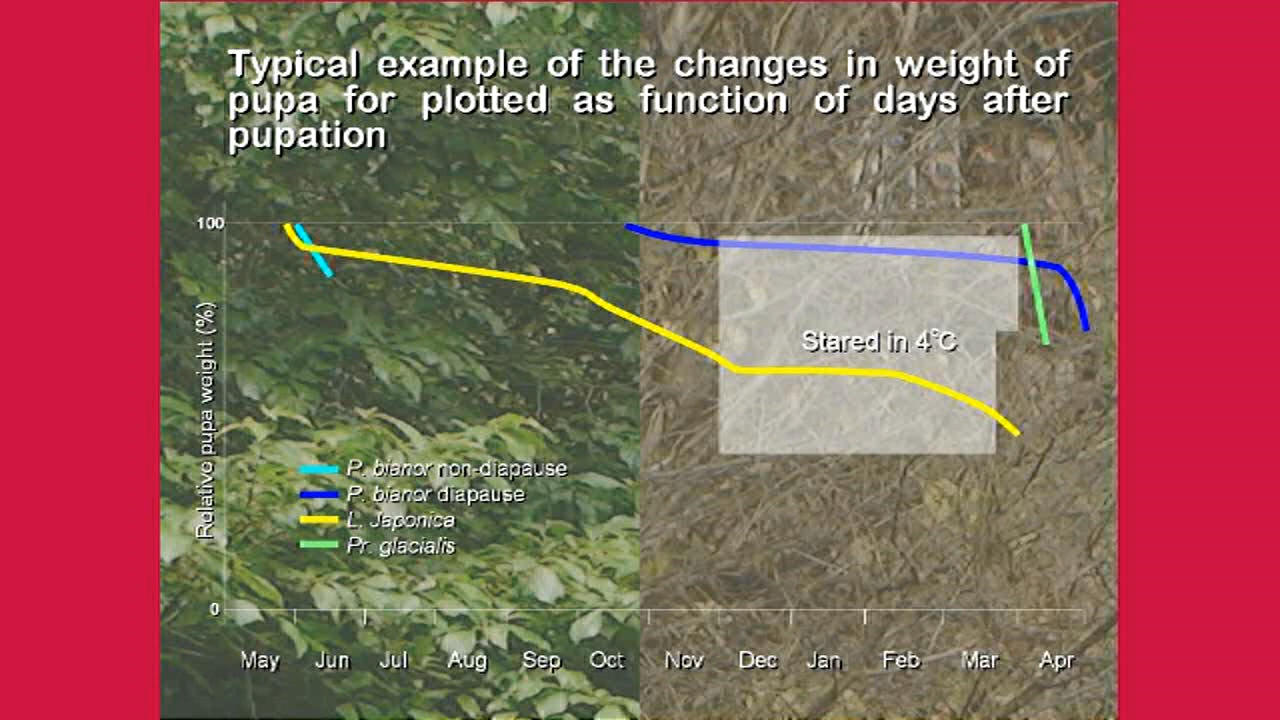 Typical example of the changes in weight of
pupa for plotted as function of days after
pupation
100
Relative pupa weight (%)
Stared in 4°C
P. bianor non-diapause
P. bianor diapause
L. Japonica
Pr. glacialis
0
May Jun Jul Aug Sep Oct Nov Dec Jan Feb Mar Apr